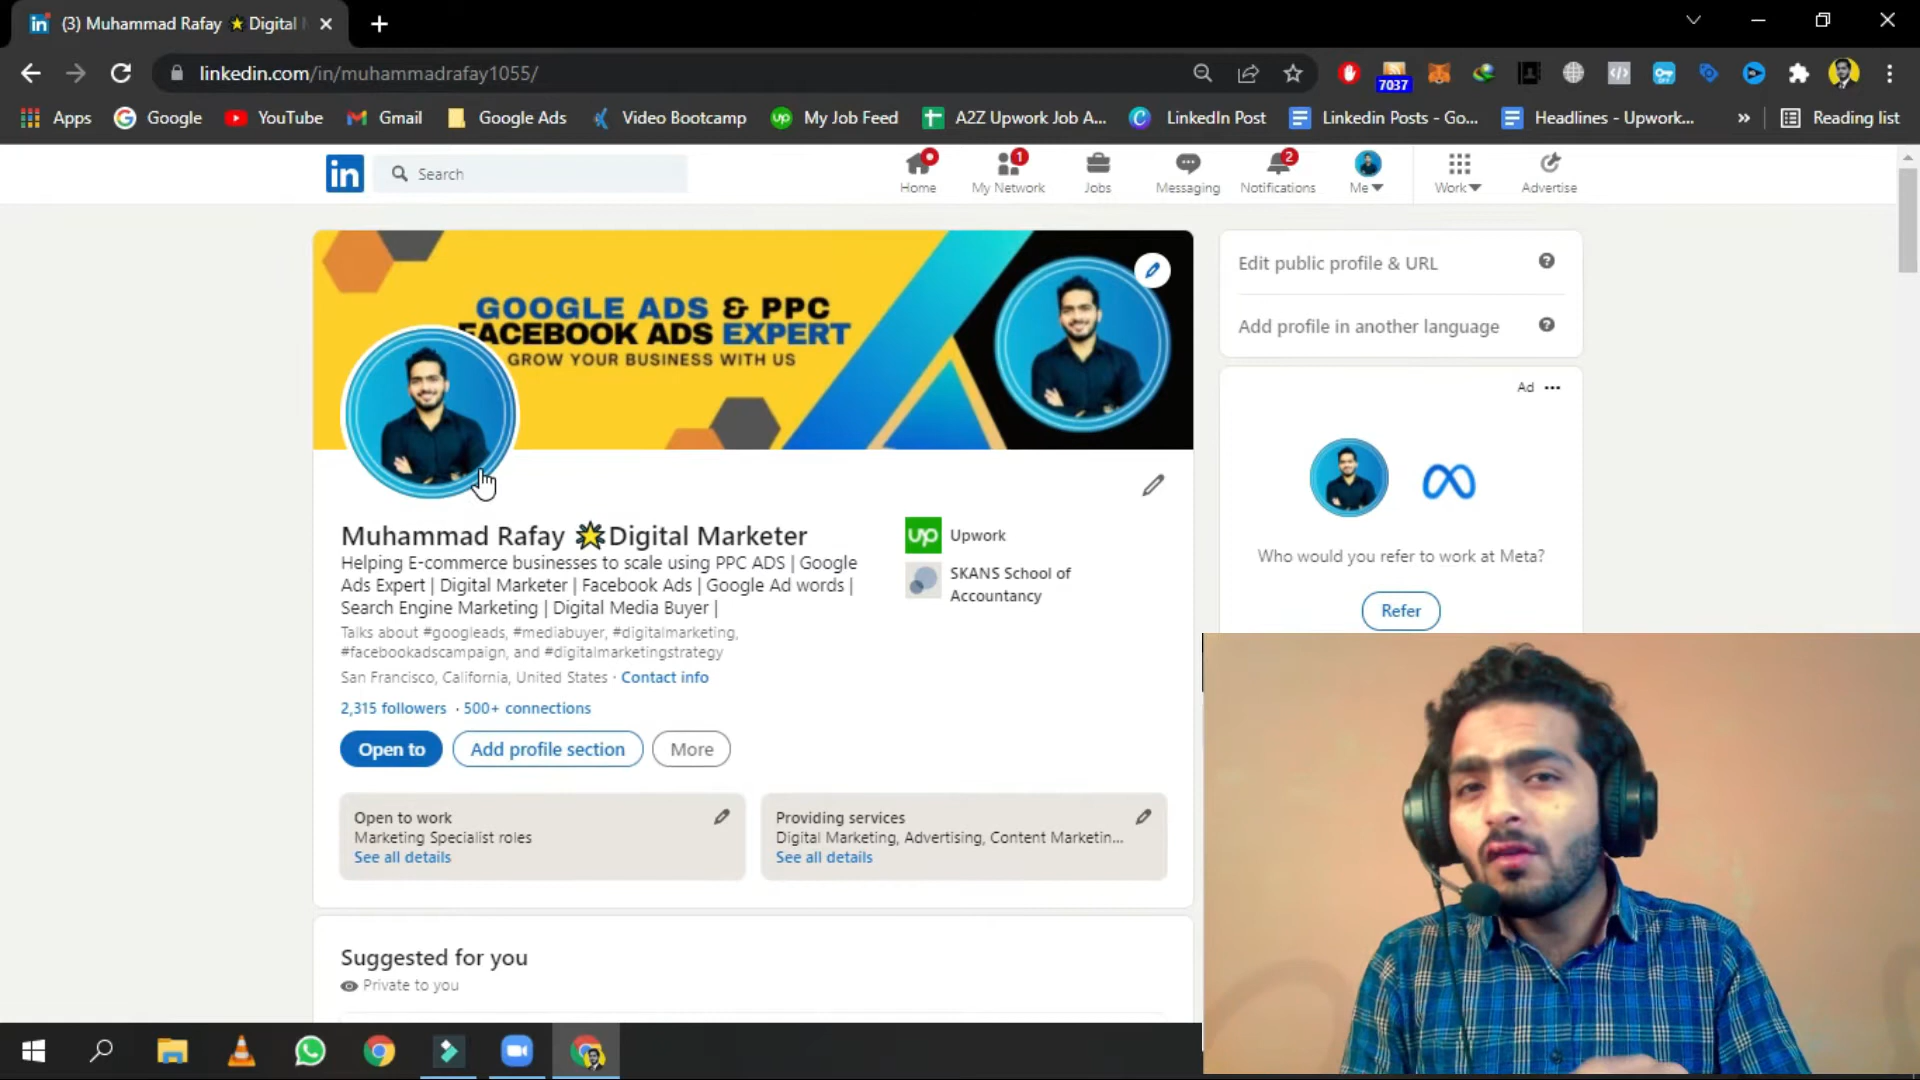 (3) Muhammad Rafay 🌟Digital
linkedin.com/in/muhammadrafay1055/
7037
Apps
Google
YouTube
Gmail
Google Ads
Video Bootcamp
My Job Feed
A2Z Upwork Job A...
LinkedIn Post
Linkedin Posts - Go...
Headlines - Upwork...
»
Reading list
in
Search
Home
1
My Network
Jobs
Messaging
2
Notifications
Me
Work
Advertise
GOOGLE ADS & PPC
FACEBOOK ADS EXPERT
GROW YOUR BUSINESS WITH US
Edit public profile & URL
Add profile in another language
Ad
Who would you refer to work at Meta?
Refer
Muhammad Rafay 🌟Digital Marketer
Helping E-commerce businesses to scale using PPC ADS | Google
Ads Expert | Digital Marketer | Facebook Ads | Google Ad words |
Search Engine Marketing | Digital Media Buyer |
Talks about #googleads, #mediabuyer, #digitalmarketing,
#facebookadscampaign, and #digitalmarketingstrategy
San Francisco, California, United States · Contact info
2,315 followers · 500+ connections
up Upwork
SKANS School of
Accountancy
Open to
Add profile section
More
Open to work
Marketing Specialist roles
See all details
Providing services
Digital Marketing, Advertising, Content Marketin...
See all details
Suggested for you
Private to you